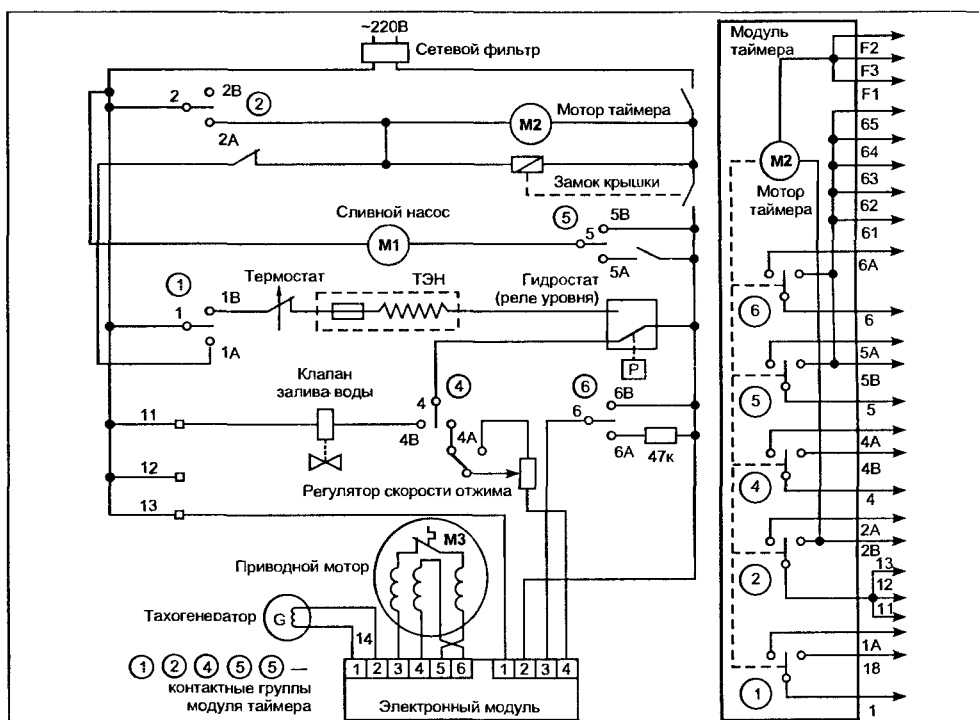 ~220В
Сетевой фильтр
2
2В
2
2А
М2
Мотор таймера
Замок крышки
Сливной насос
М1
5
5
5В
5А
1
1
1В
1А
Термостат
ТЭН
Гидростат
(реле уровня)
Р
Клапан
залива воды
4
4
4В
4А
6
6
6В
6А
47к
11
12
13
Регулятор скорости отжима
М3
Приводной мотор
Тахогенератор
G
14
1 2 3 4 5 6
1 2 3 4
Электронный модуль
1 2 4 5 5 —
контактные группы
модуля таймера
Модуль
таймера
М2
Мотор
таймера
F2
F3
F1
65
64
63
62
61
6А
6
6
5А
5В
5
5
4А
4В
4
4
2А
2В
2
13
12
11
1А
18
1
1